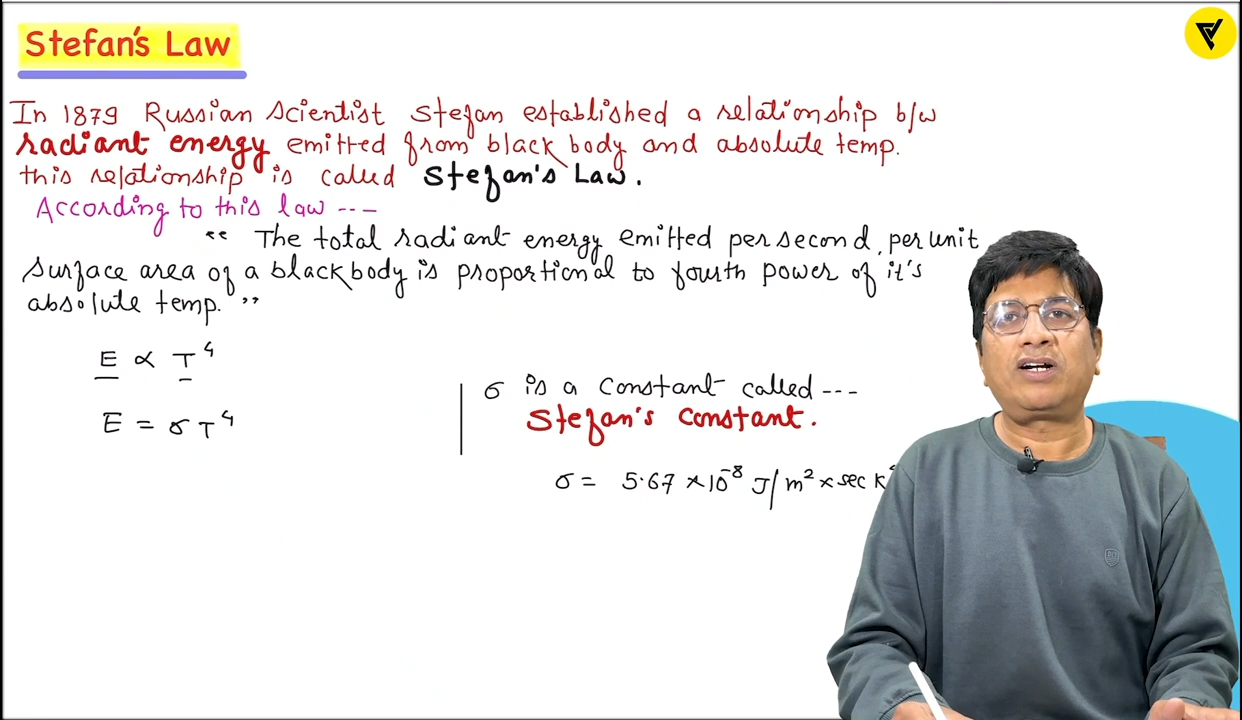 Stefan's Law
In 1879 Russian scientist Stefan established a relationship b/w
radiant energy emitted from black body and absolute temp.
this relationship is called Stefan's Law.
According to this law ---
“ The total radiant energy emitted per second, per unit
surface area of a blackbody is proportional to fourth power of it's
absolute temp. ”
E ∝ T⁴
E = σT⁴
σ is a constant called ---
Stefan's constant.
σ = 5.67 × 10⁻⁸ J/m² × sec K⁴